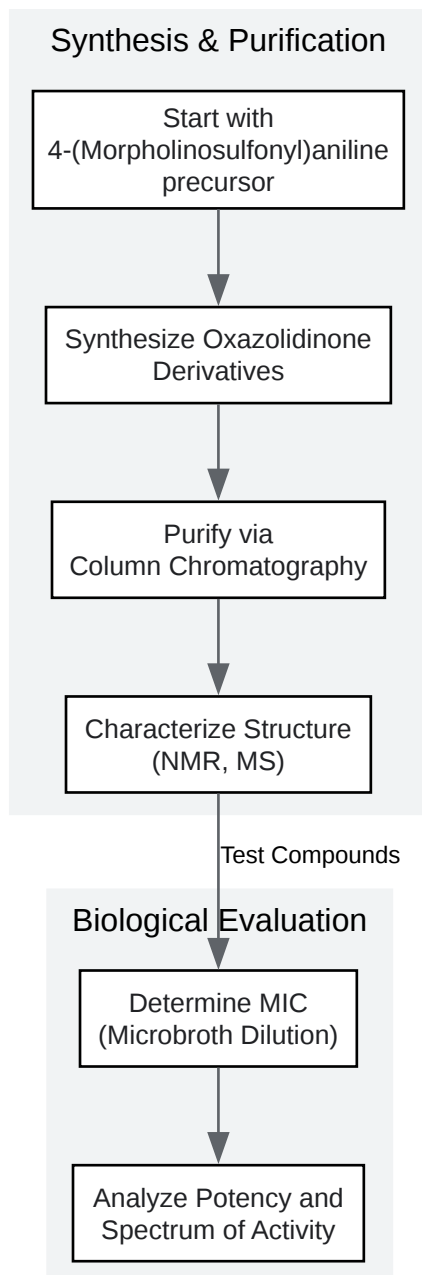 Synthesis & Purification
Start with
4-(Morpholinosulfonyl)aniline
precursor
Synthesize Oxazolidinone
Derivatives
Purify via
Column Chromatography
Characterize Structure
(NMR, MS)
Test Compounds
Biological Evaluation
Determine MIC
(Microbroth Dilution)
Analyze Potency and
Spectrum of Activity